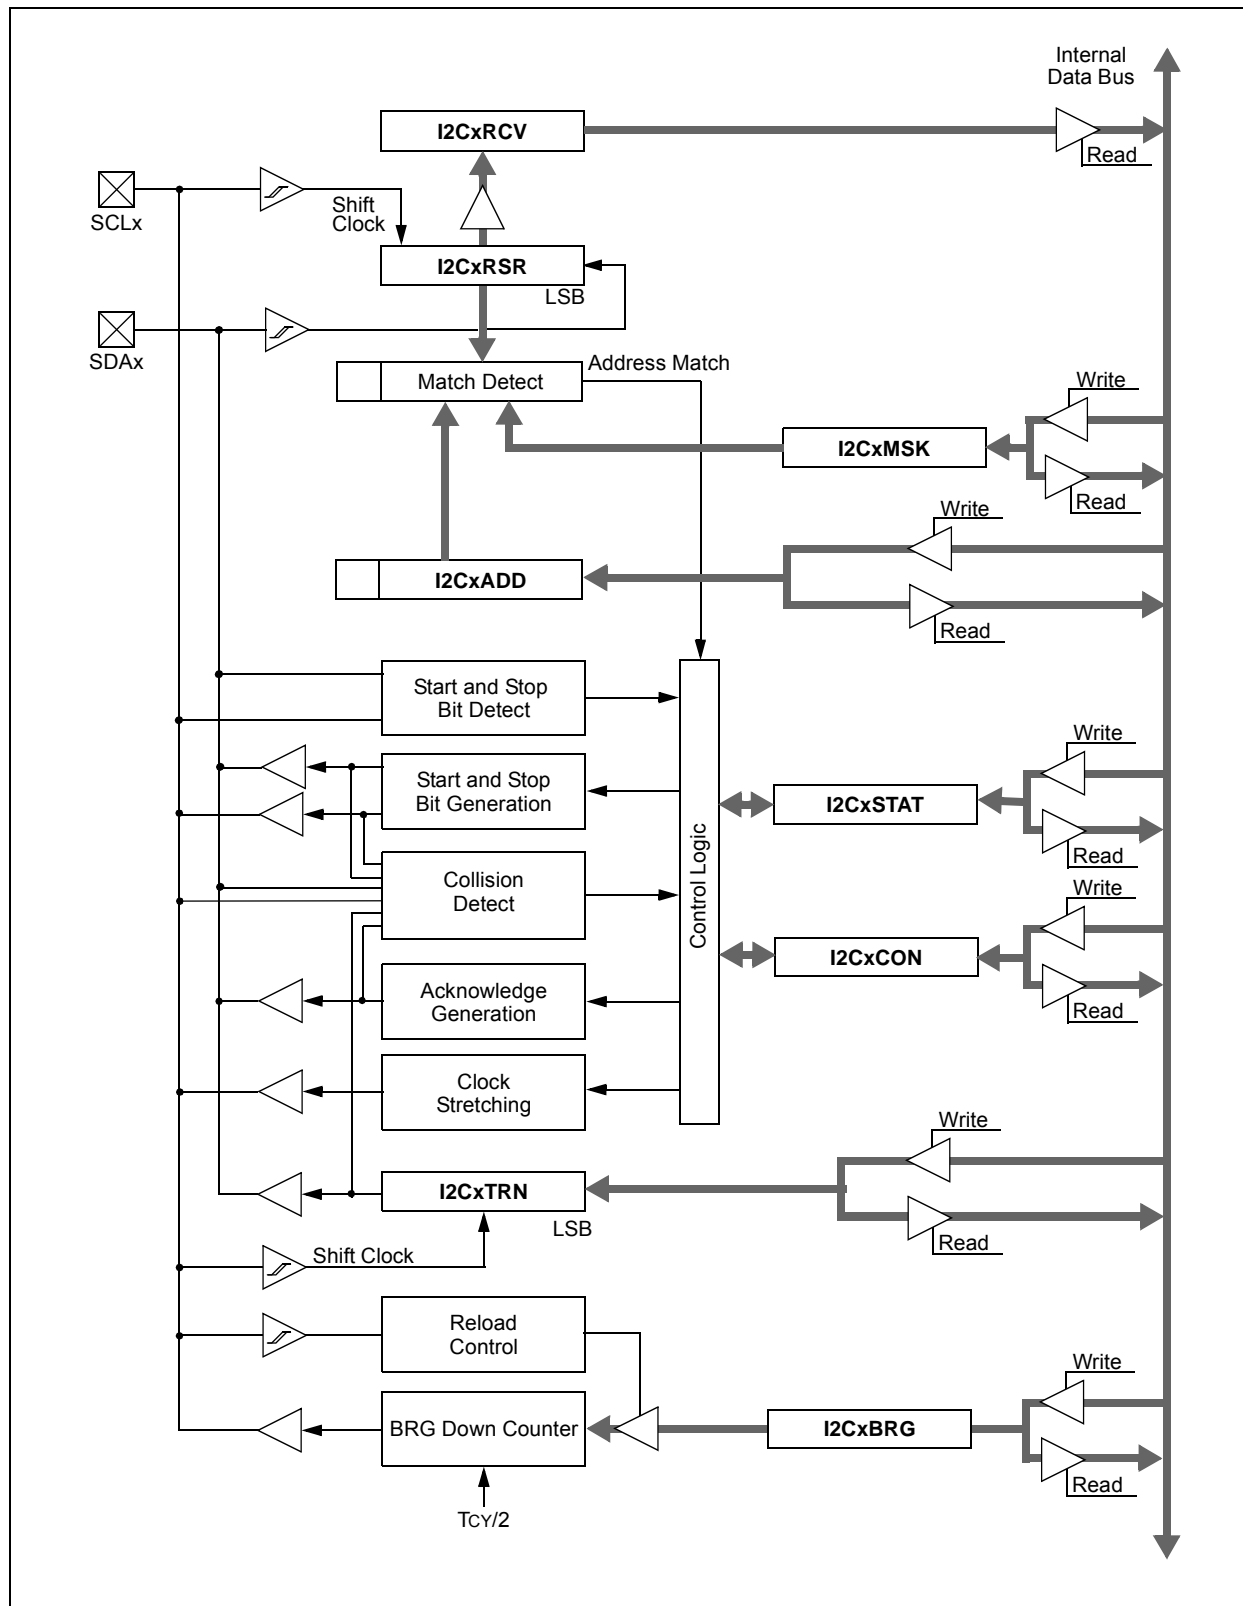 Internal
Data Bus
I2CxRCV
Read
SCLx
Shift
Clock
I2CxRSR
LSB
SDAx
Match Detect
Address Match
Write
I2CxMSK
Read
Write
I2CxADD
Read
Start and Stop
Bit Detect
Write
Start and Stop
Bit Generation
I2CxSTAT
Read
Control Logic
Collision
Detect
Write
I2CxCON
Read
Acknowledge
Generation
Clock
Stretching
Write
I2CxTRN
LSB
Read
Shift Clock
Reload
Control
Write
BRG Down Counter
I2CxBRG
Read
TCY/2